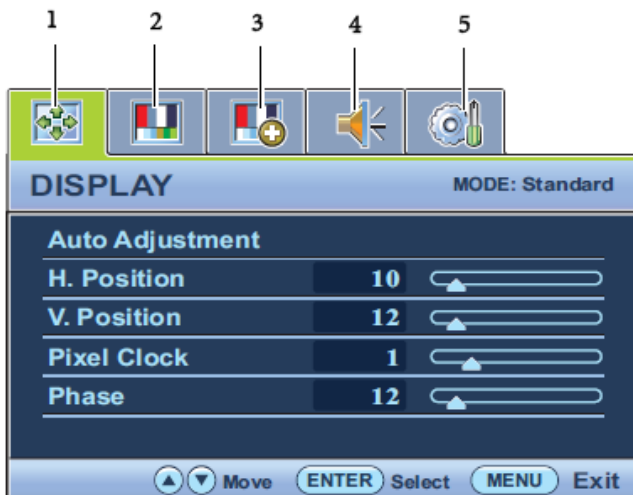 1 2 3 4 5
DISPLAY MODE: Standard
Auto Adjustment
H. Position 10
V. Position 12
Pixel Clock 1
Phase 12
Move ENTER Select MENU Exit